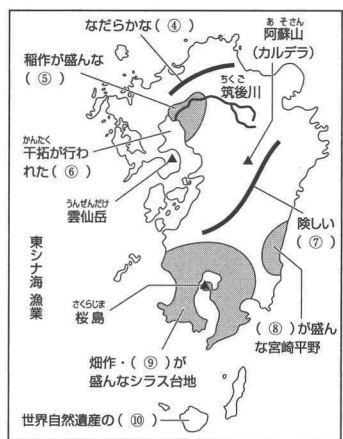 なだらかな（④）
あそさん
阿蘇山
（カルデラ）
稲作が盛んな
（⑤）
ちくご
筑後川
かんたく
干拓が行わ
れた（⑥）
うんぜんだけ
雲仙岳
険しい
（⑦）
東シナ海漁業
さくらじま
桜島
（⑧）が盛ん
な宮崎平野
畑作・（⑨）が
盛んなシラス台地
世界自然遺産の（⑩）